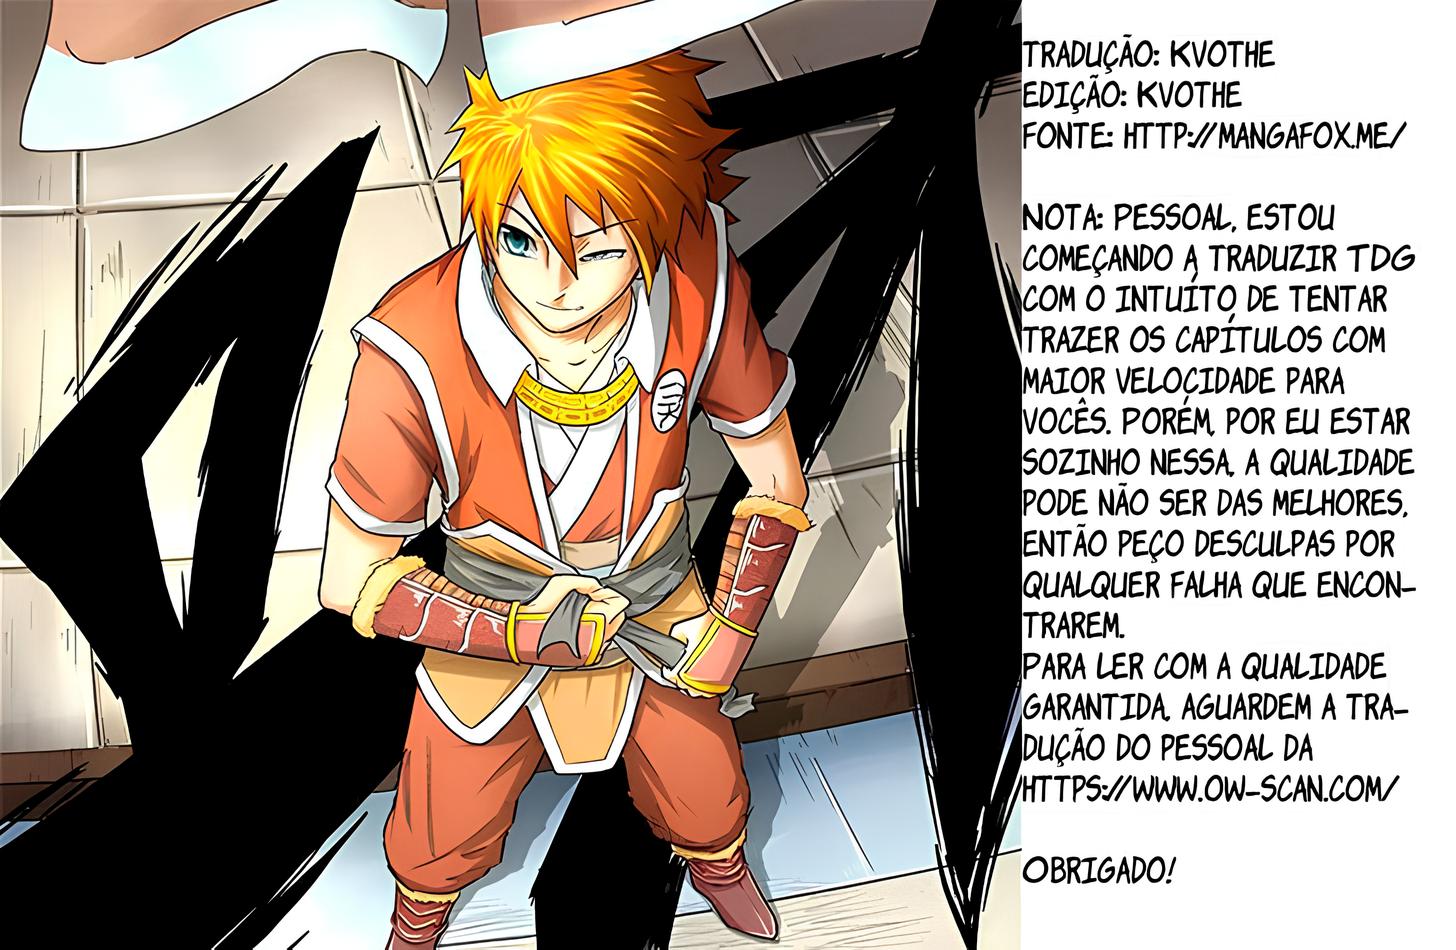 TRADUÇÃO: KVOTHE
EDIÇÃO: KVOTHE
FONTE: HTTP://MANGAFOX.ME/
NOTA: PESSOAL, ESTOU
COMEÇANDO A TRADUZIR TDG
COM O INTUÍTO DE TENTAR
TRAZER OS CAPÍTULOS COM
MAIOR VELOCIDADE PARA
VOCÊS. PORÉM, POR EU ESTAR
SOZINHO NESSA, A QUALIDADE
PODE NÃO SER DAS MELHORES,
ENTÃO PEÇO DESCULPAS POR
QUALQUER FALHA QUE ENCON-
TRAREM.
PARA LER COM A QUALIDADE
GARANTIDA, AGUARDEM A TRA-
DUÇÃO DO PESSOAL DA
HTTPS://WWW.OW-SCAN.COM/
OBRIGADO!